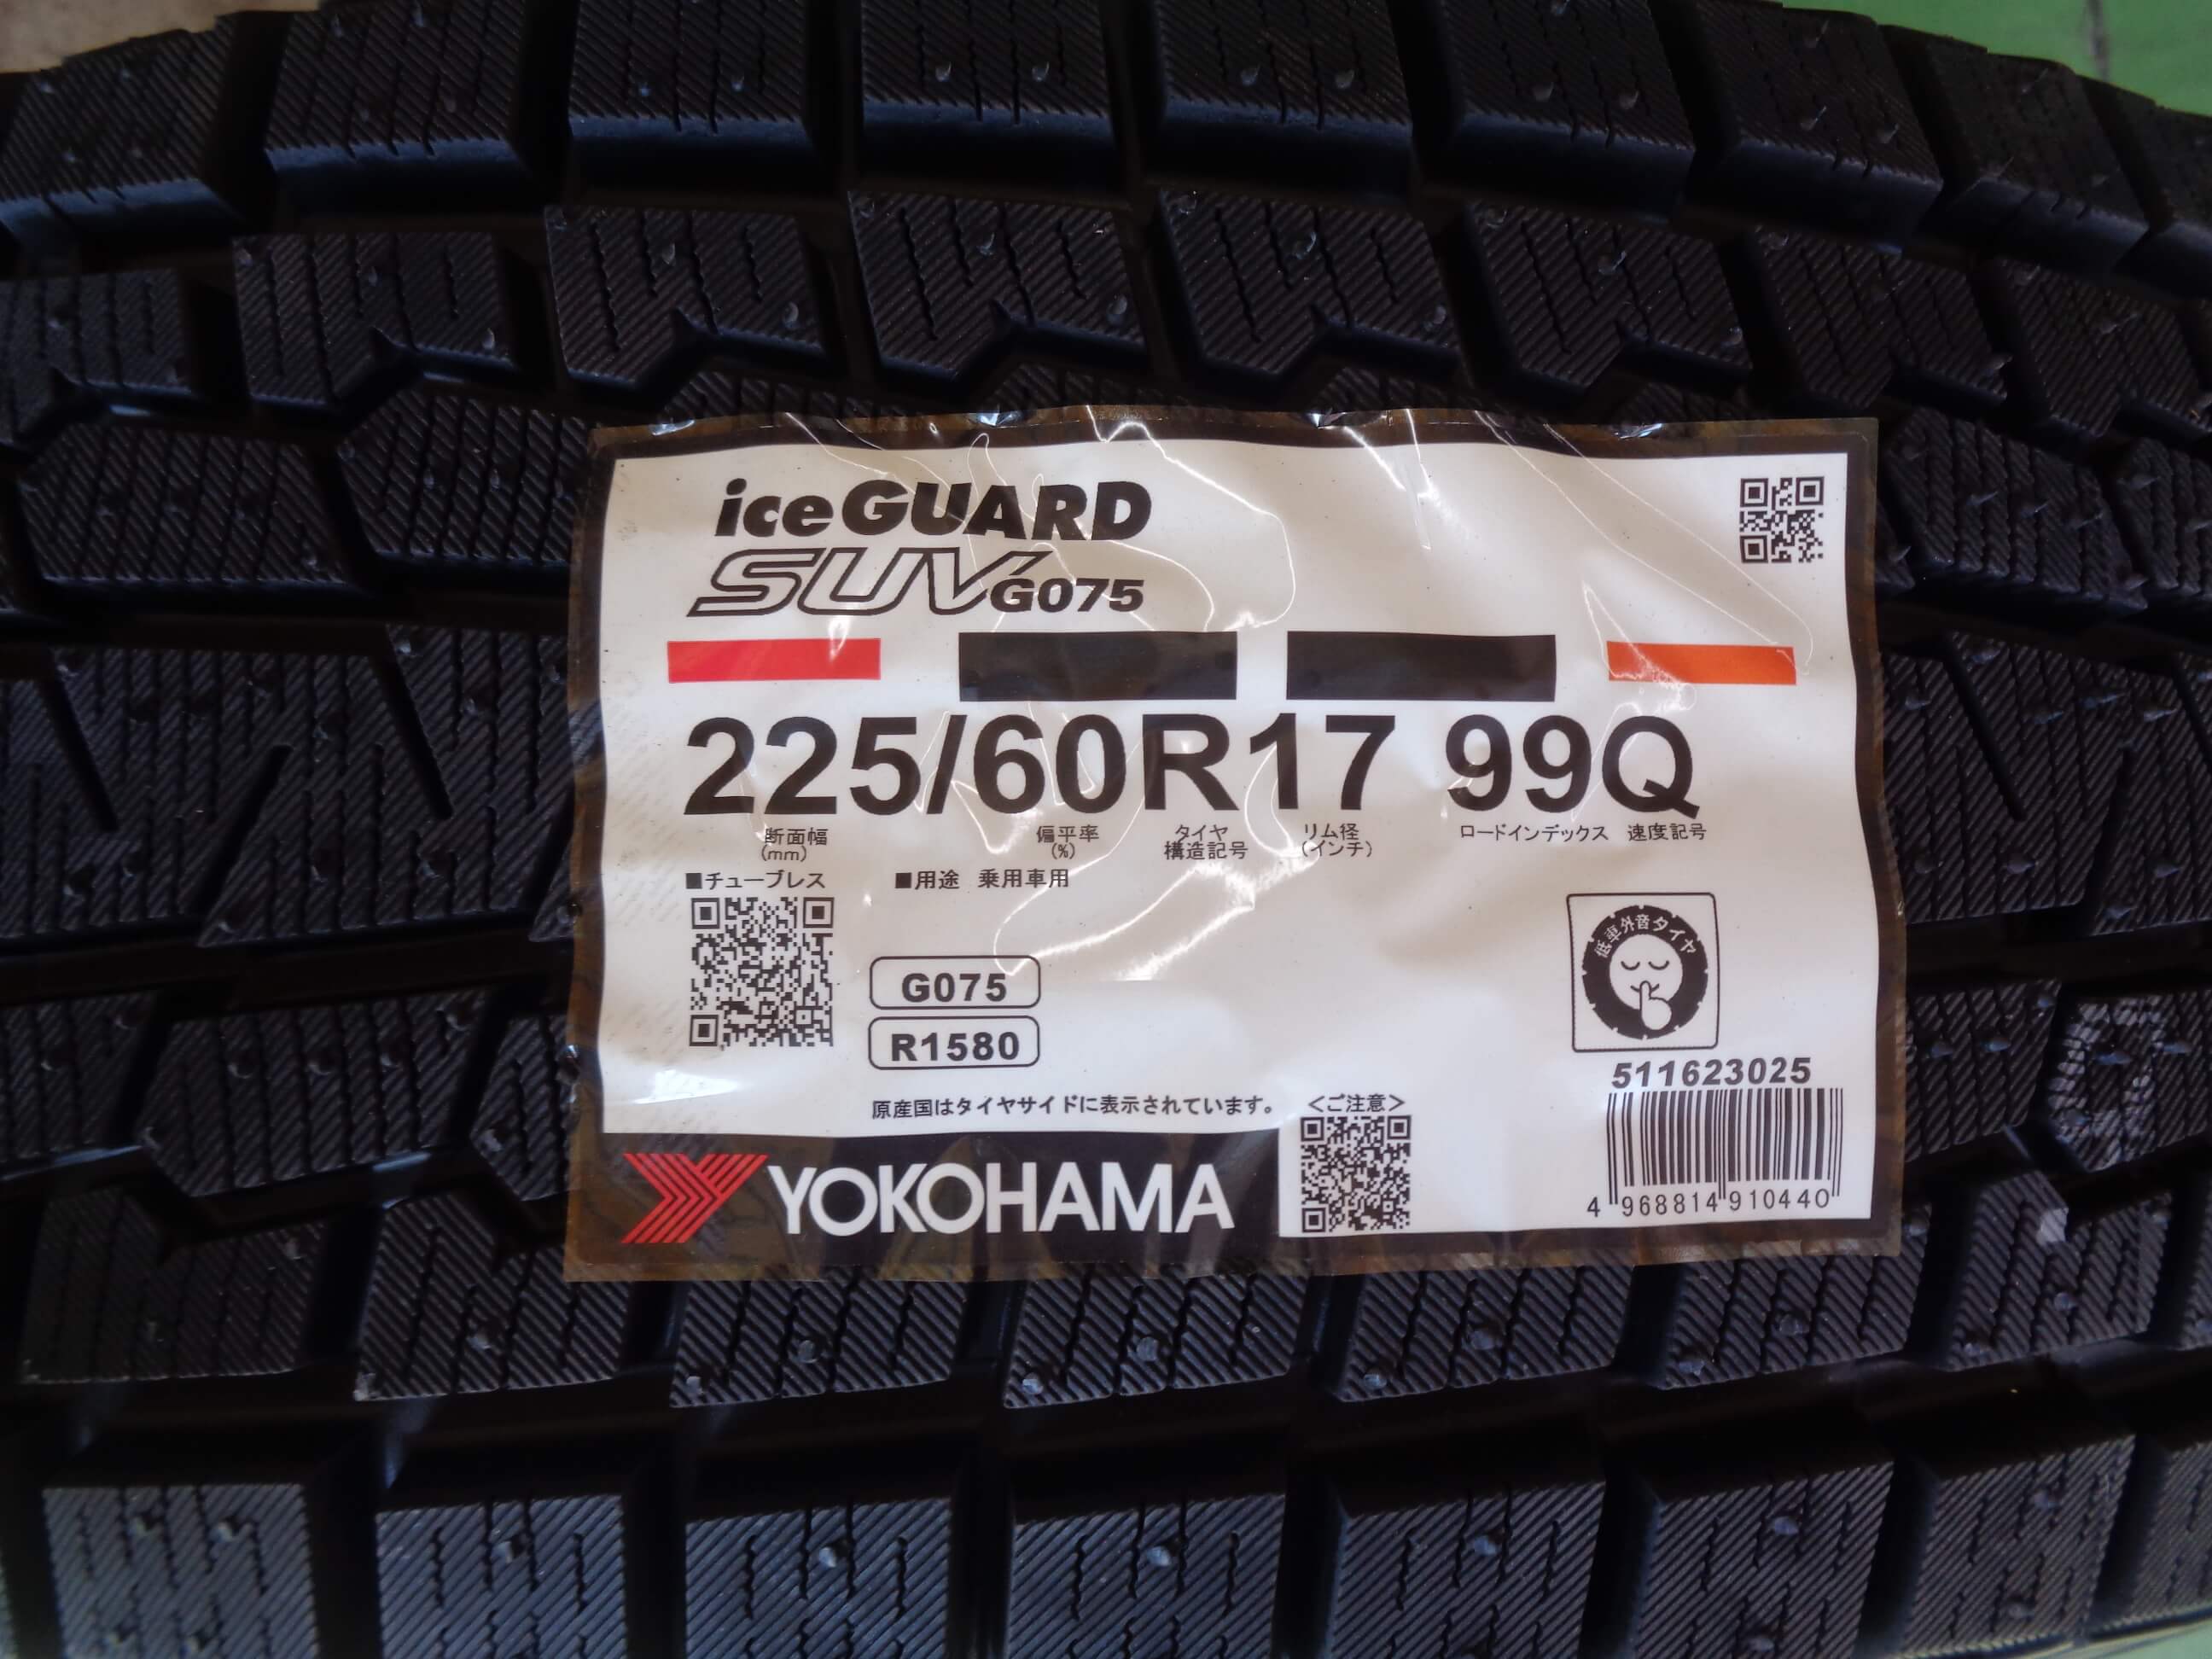 iceGUARD
SUV G075
225/60R17 99Q
断面幅 (mm) 偏平率 (%) タイヤ構造記号 リム径 (インチ) ロードインデックス 速度記号
■チューブレス ■用途 乗用車用
低車外音タイヤ
G075
R1580
511623025
原産国はタイヤサイドに表示されています。
<ご注意>
YOKOHAMA
4 968814 910440